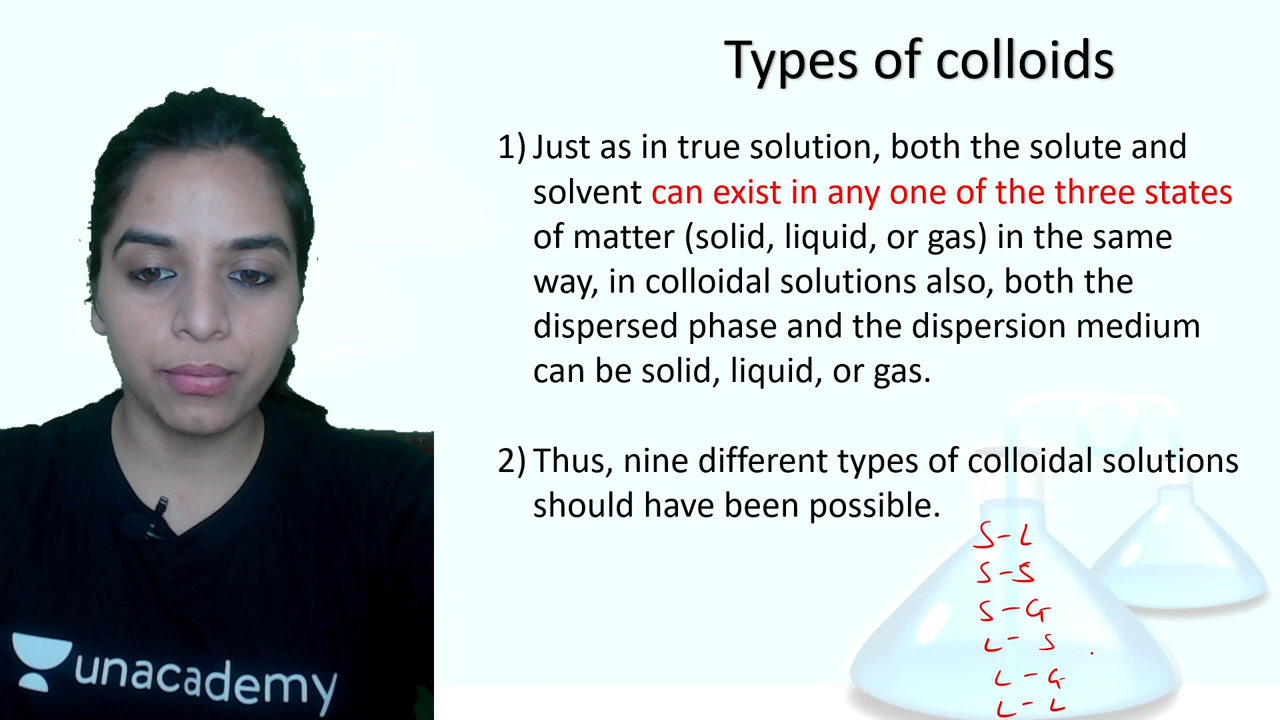 Types of colloids
1) Just as in true solution, both the solute and
solvent can exist in any one of the three states
of matter (solid, liquid, or gas) in the same
way, in colloidal solutions also, both the
dispersed phase and the dispersion medium
can be solid, liquid, or gas.
2) Thus, nine different types of colloidal solutions
should have been possible.
S-L
S-S
S-G
L-S
L-G
L-L
unacademy